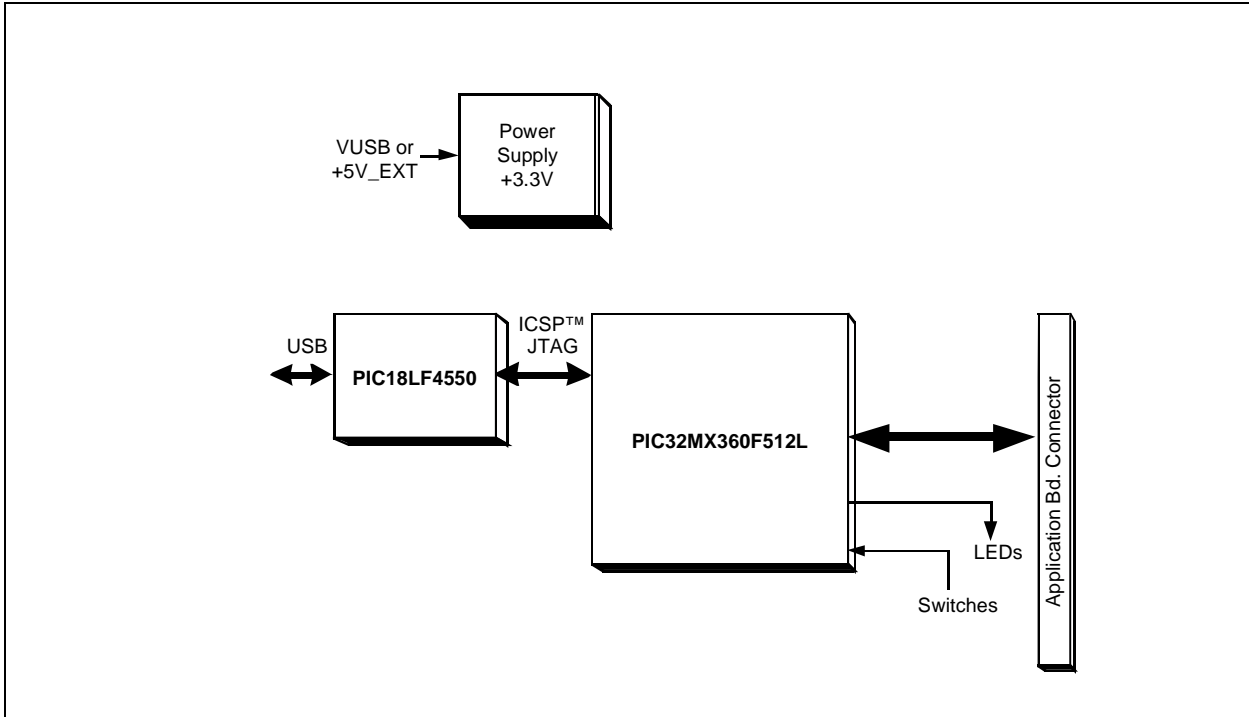 Power
Supply
+3.3V
VUSB or
+5V_EXT
USB
PIC18LF4550
ICSP™
JTAG
PIC32MX360F512L
LEDs
Switches
Application Bd. Connector